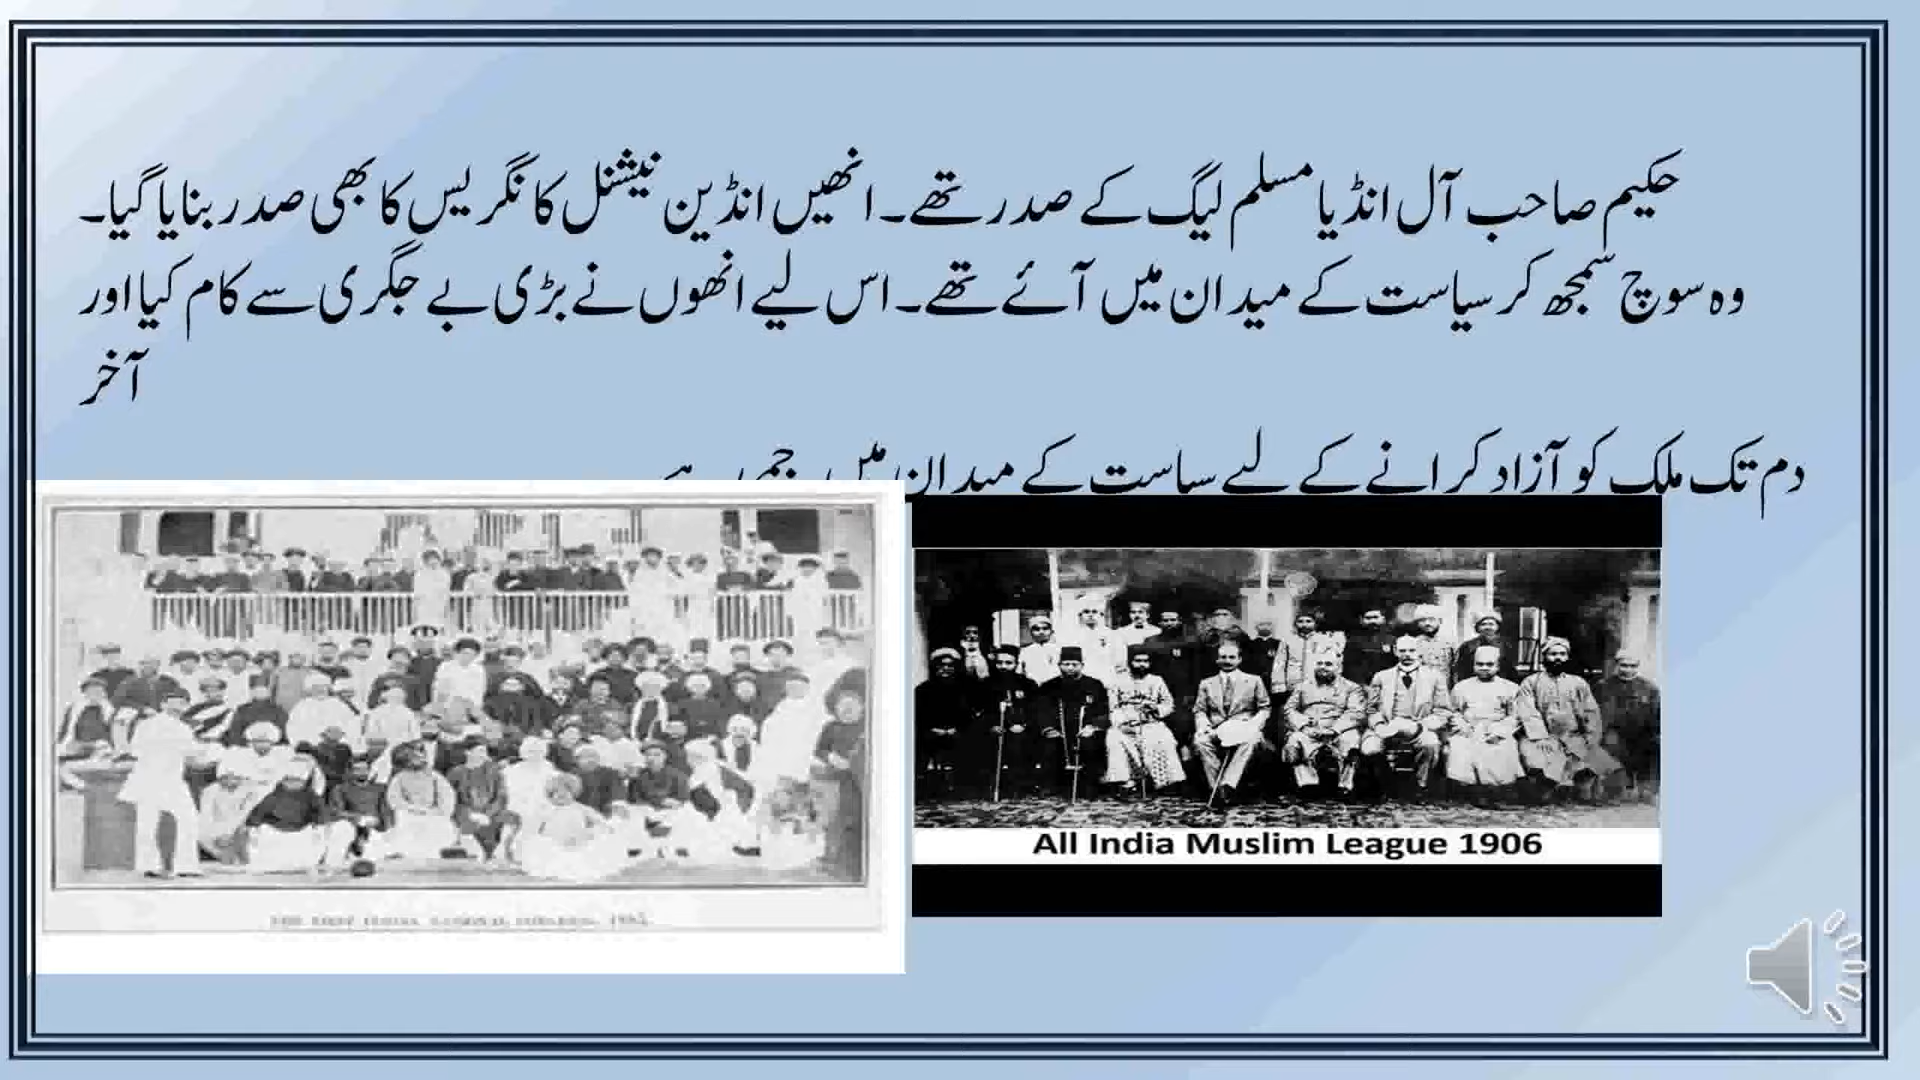 حکیم صاحب آل انڈیا مسلم لیگ کے صدر تھے۔ انھیں انڈین نیشنل کانگریس کا بھی صدر بنایا گیا۔
وہ سوچ سمجھ کر سیاست کے میدان میں آئے تھے۔ اس لیے انھوں نے بڑی بے جگری سے کام کیا اور
آخر
دم تک ملک کو آزاد کرانے کے لیے سیاست کے میدان میں
All India Muslim League 1906